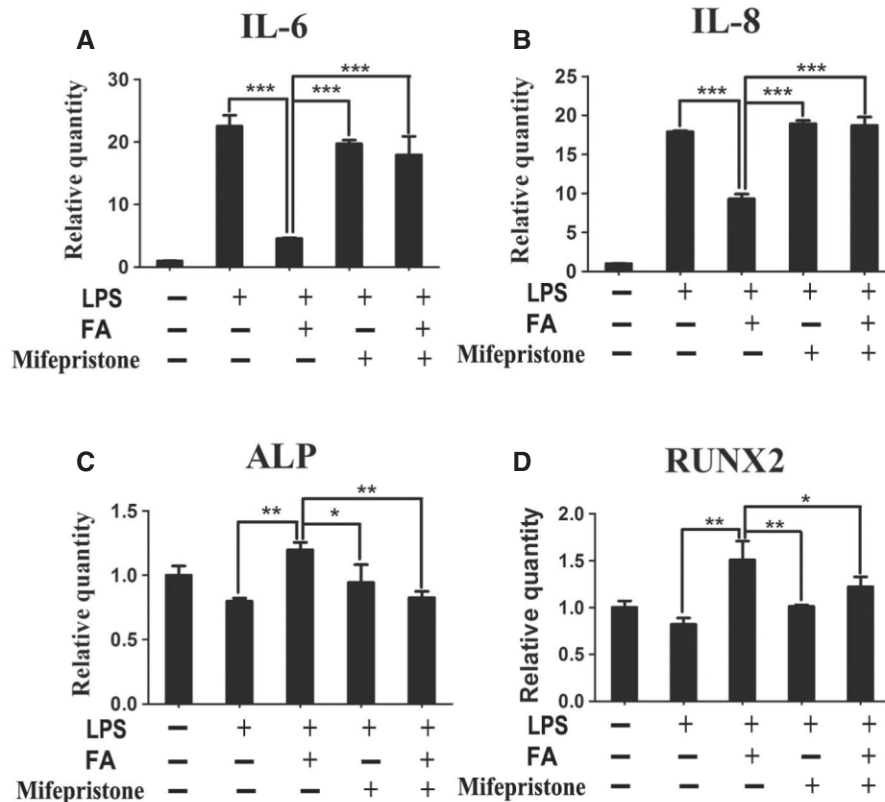 A IL-6
Relative quantity
30
20
10
0
*** *** ***
LPS − + + + +
FA − − + − +
Mifepristone − − − + +
B IL-8
Relative quantity
25
20
15
10
5
0
*** *** ***
LPS − + + + +
FA − − + − +
Mifepristone − − − + +
C ALP
Relative quantity
1.5
1.0
0.5
0.0
** * **
LPS − + + + +
FA − − + − +
Mifepristone − − − + +
D RUNX2
Relative quantity
2.0
1.5
1.0
0.5
0.0
** ** *
LPS − + + + +
FA − − + − +
Mifepristone − − − + +